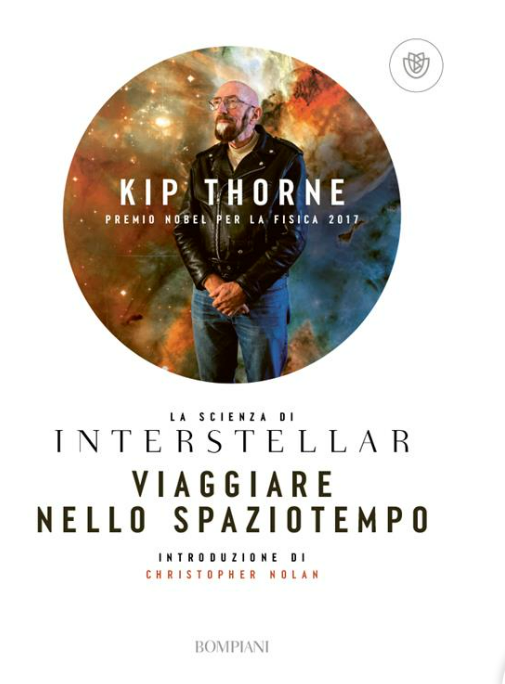 KIP THORNE
PREMIO NOBEL PER LA FISICA 2017
LA SCIENZA DI
INTERSTELLAR
VIAGGIARE
NELLO SPAZIOTEMPO
INTRODUZIONE DI
CHRISTOPHER NOLAN
BOMPIANI